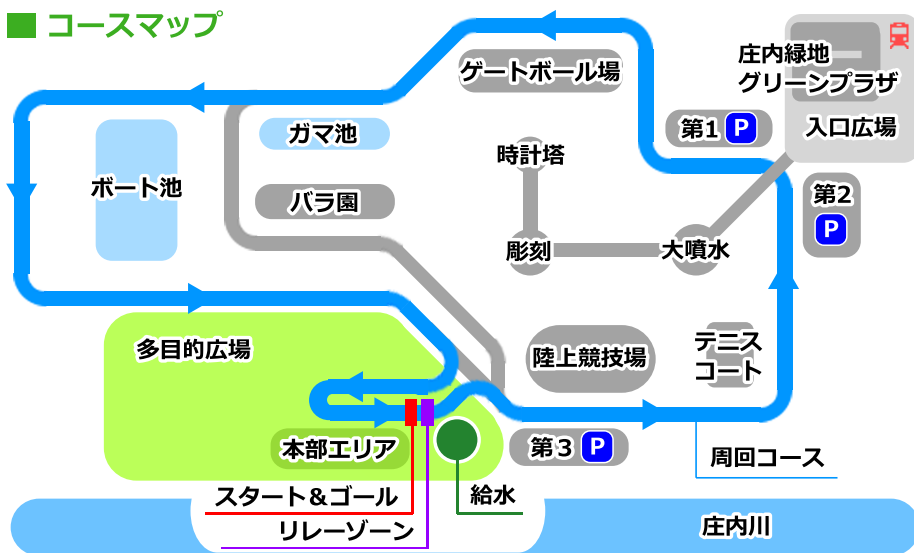 ■ コースマップ
ゲートボール場
庄内緑地
グリーンプラザ
入口広場
第1 P
ガマ池
時計塔
ボート池
バラ園
第2
P
彫刻
大噴水
多目的広場
陸上競技場
テニス
コート
本部エリア
第3 P
周回コース
スタート&ゴール
給水
リレーゾーン
庄内川